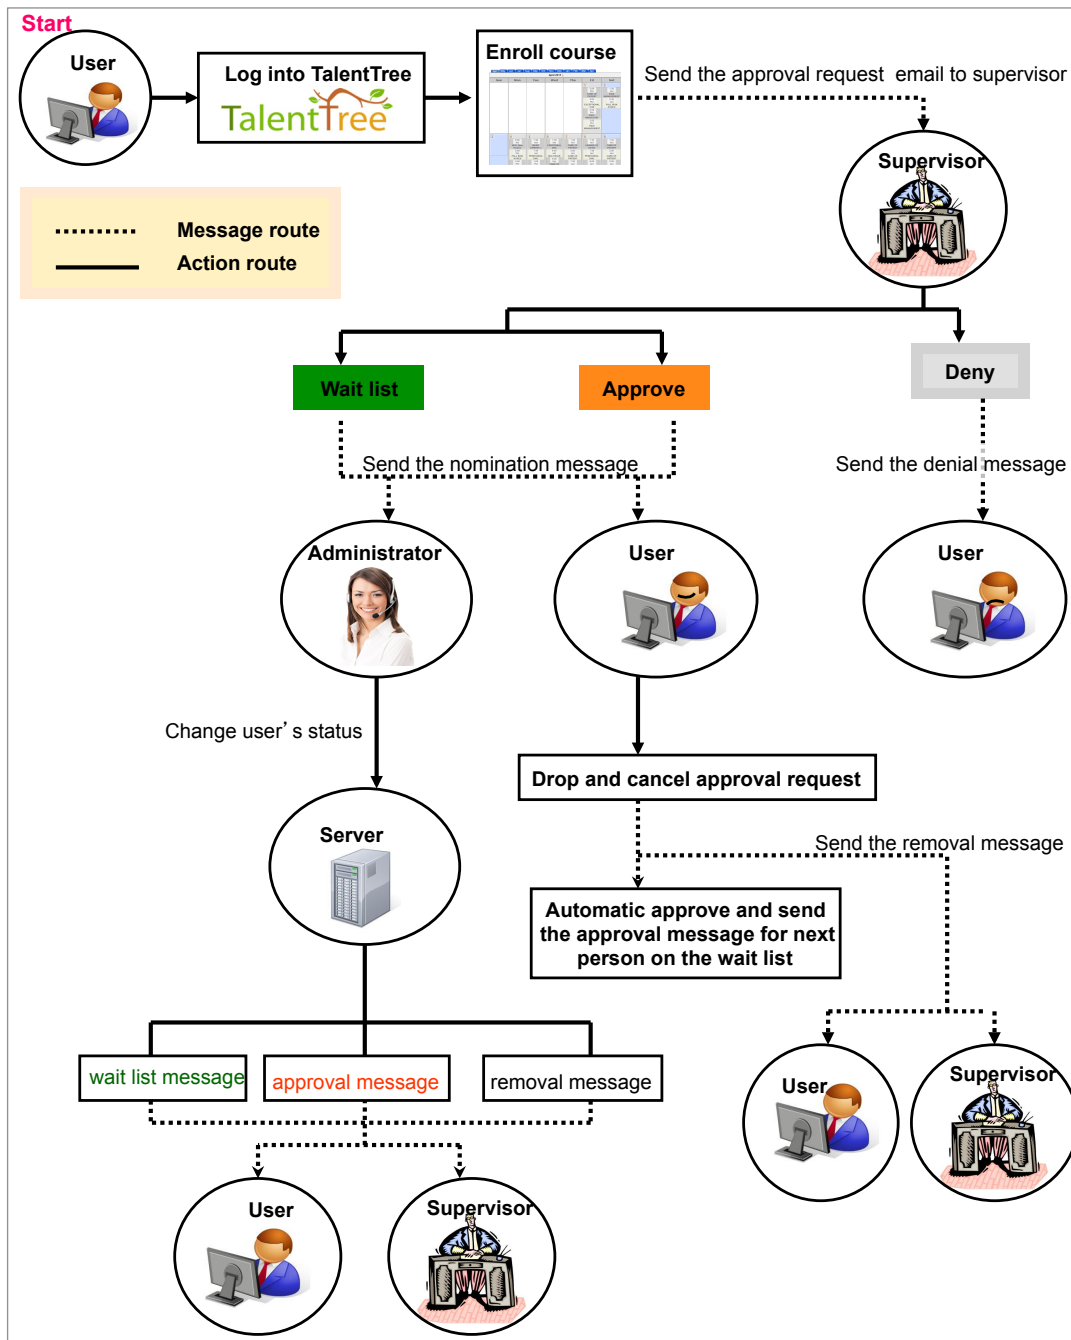 Start
User
Log into TalentTree
TalentTree
Enroll course
Send the approval request email to supervisor
Supervisor
Message route
Action route
Wait list
Approve
Deny
Send the nomination message
Send the denial message
Administrator
User
User
Change user's status
Drop and cancel approval request
Server
Send the removal message
Automatic approve and send
the approval message for next
person on the wait list
wait list message
approval message
removal message
User
Supervisor
User
Supervisor